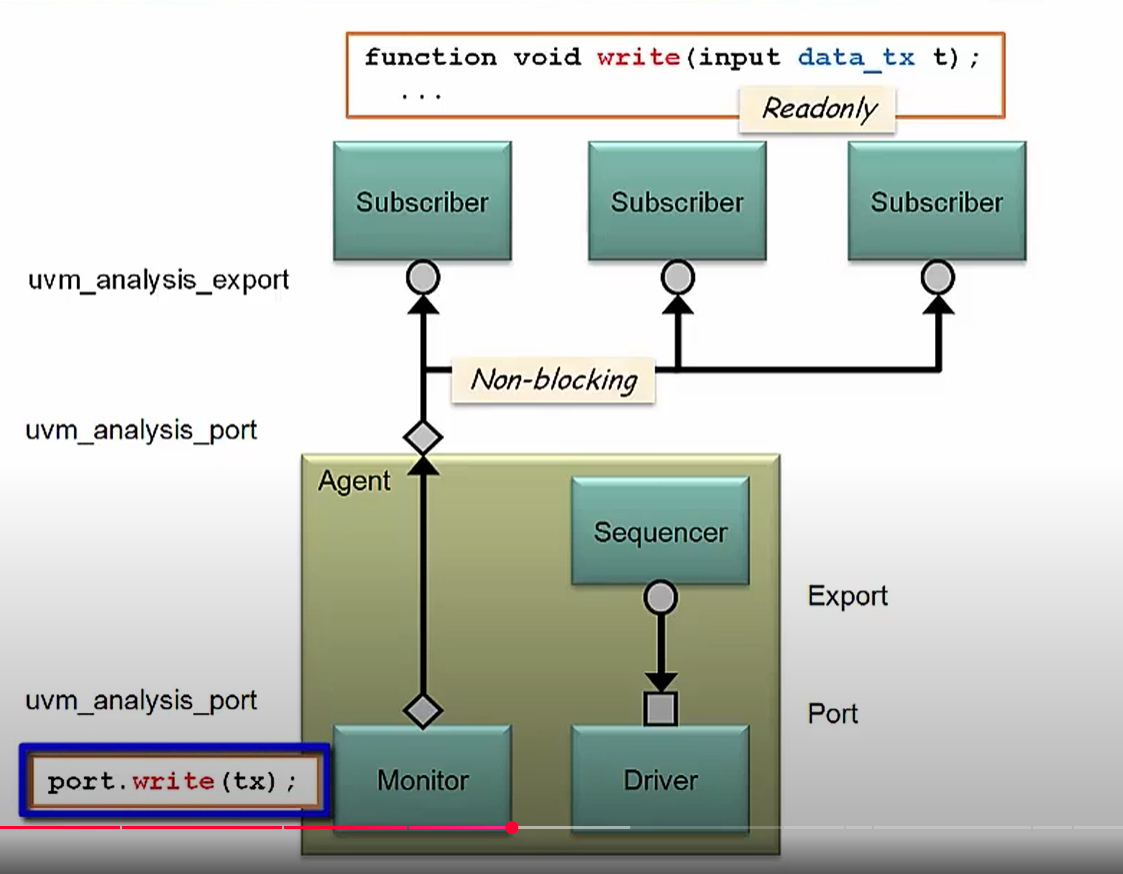 function void write(input data_tx t);
...
Readonly
Subscriber
Subscriber
Subscriber
uvm_analysis_export
Non-blocking
uvm_analysis_port
Agent
Sequencer
Export
uvm_analysis_port
Port
port.write(tx);
Monitor
Driver